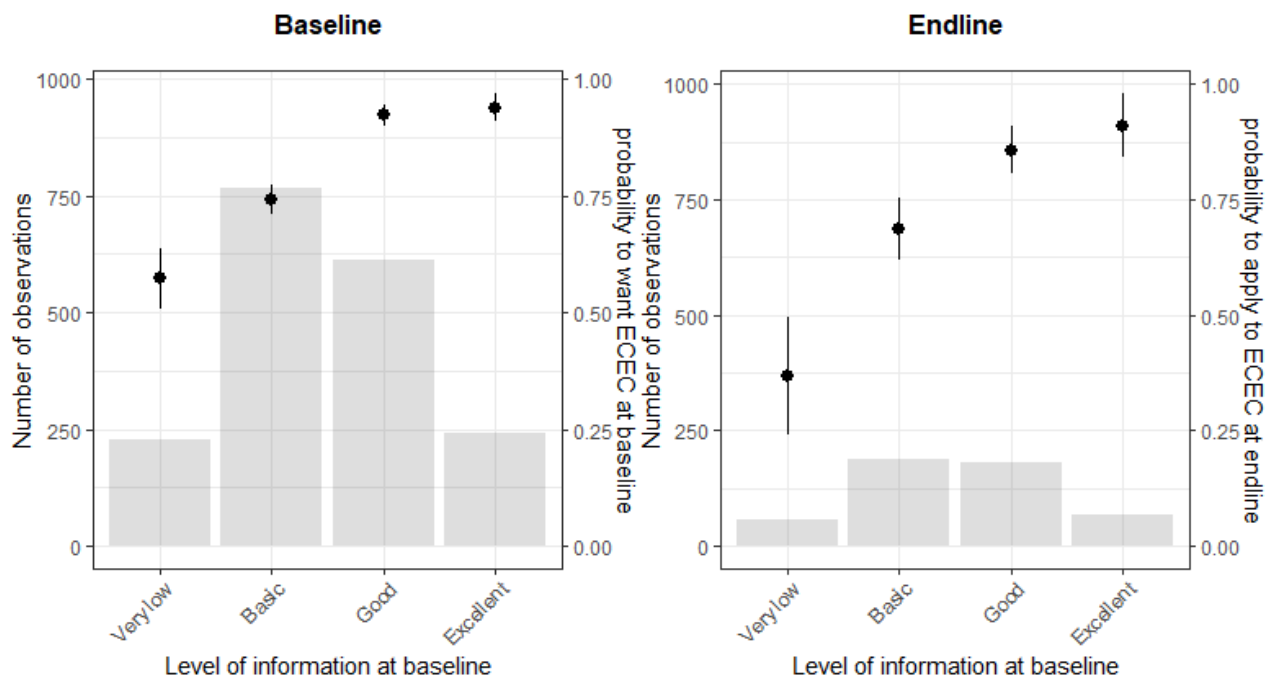 Baseline
Number of observations
1000
750
500
250
0
1.00
0.75
0.50
0.25
0.00
probability to want ECEC at baseline
Very low
Basic
Good
Excellent
Level of information at baseline
Endline
Number of observations
1000
750
500
250
0
1.00
0.75
0.50
0.25
0.00
probability to apply to ECEC at endline
Very low
Basic
Good
Excellent
Level of information at baseline